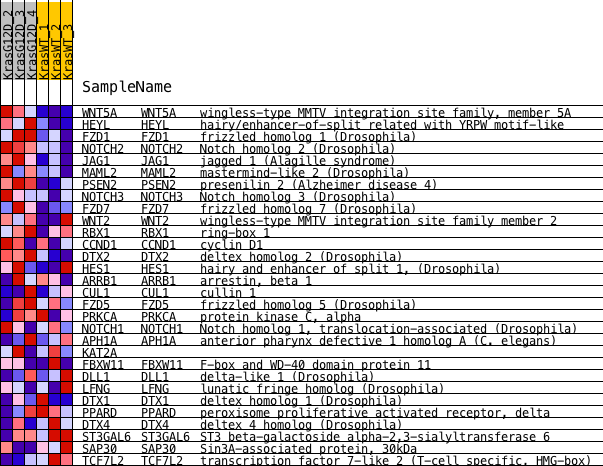 KrasG12D_2
KrasG12D_3
KrasG12D_4
KrasWT_1
KrasWT_2
KrasWT_3
SampleName
WNT5A WNT5A wingless-type MMTV integration site family, member 5A
HEYL HEYL hairy/enhancer-of-split related with YRPW motif-like
FZD1 FZD1 frizzled homolog 1 (Drosophila)
NOTCH2 NOTCH2 Notch homolog 2 (Drosophila)
JAG1 JAG1 jagged 1 (Alagille syndrome)
MAML2 MAML2 mastermind-like 2 (Drosophila)
PSEN2 PSEN2 presenilin 2 (Alzheimer disease 4)
NOTCH3 NOTCH3 Notch homolog 3 (Drosophila)
FZD7 FZD7 frizzled homolog 7 (Drosophila)
WNT2 WNT2 wingless-type MMTV integration site family member 2
RBX1 RBX1 ring-box 1
CCND1 CCND1 cyclin D1
DTX2 DTX2 deltex homolog 2 (Drosophila)
HES1 HES1 hairy and enhancer of split 1, (Drosophila)
ARRB1 ARRB1 arrestin, beta 1
CUL1 CUL1 cullin 1
FZD5 FZD5 frizzled homolog 5 (Drosophila)
PRKCA PRKCA protein kinase C, alpha
NOTCH1 NOTCH1 Notch homolog 1, translocation-associated (Drosophila)
APH1A APH1A anterior pharynx defective 1 homolog A (C. elegans)
KAT2A
FBXW11 FBXW11 F-box and WD-40 domain protein 11
DLL1 DLL1 delta-like 1 (Drosophila)
LFNG LFNG lunatic fringe homolog (Drosophila)
DTX1 DTX1 deltex homolog 1 (Drosophila)
PPARD PPARD peroxisome proliferative activated receptor, delta
DTX4 DTX4 deltex 4 homolog (Drosophila)
ST3GAL6 ST3GAL6 ST3 beta-galactoside alpha-2,3-sialyltransferase 6
SAP30 SAP30 Sin3A-associated protein, 30kDa
TCF7L2 TCF7L2 transcription factor 7-like 2 (T-cell specific, HMG-box)